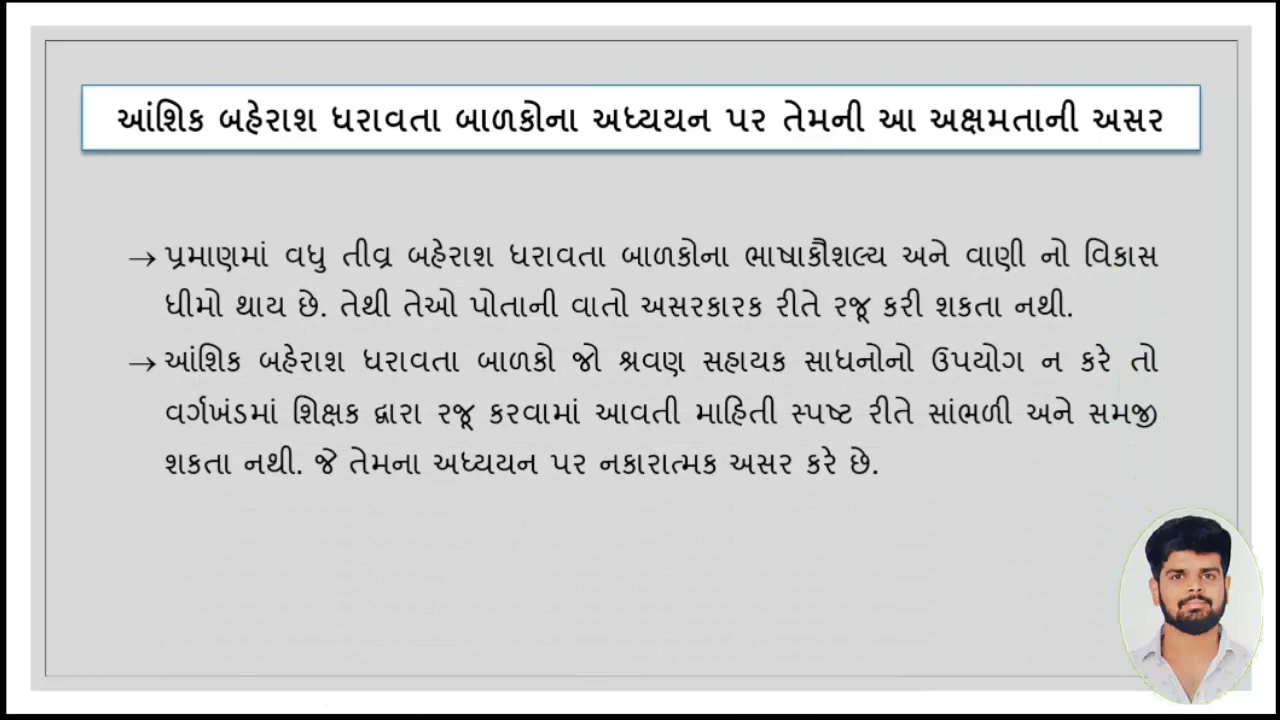 આંશિક બહેરાશ ધરાવતા બાળકોના અધ્યયન પર તેમની આ અક્ષમતાની અસર
→ પ્રમાણમાં વધુ તીવ્ર બહેરાશ ધરાવતા બાળકોના ભાષાકૌશલ્ય અને વાણી નો વિકાસ
ધીમો થાય છે. તેથી તેઓ પોતાની વાતો અસરકારક રીતે રજૂ કરી શકતા નથી.
→ આંશિક બહેરાશ ધરાવતા બાળકો જો શ્રવણ સહાયક સાધનોનો ઉપયોગ ન કરે તો
વર્ગખંડમાં શિક્ષક દ્વારા રજૂ કરવામાં આવતી માહિતી સ્પષ્ટ રીતે સાંભળી અને સમજી
શકતા નથી. જે તેમના અધ્યયન પર નકારાત્મક અસર કરે છે.